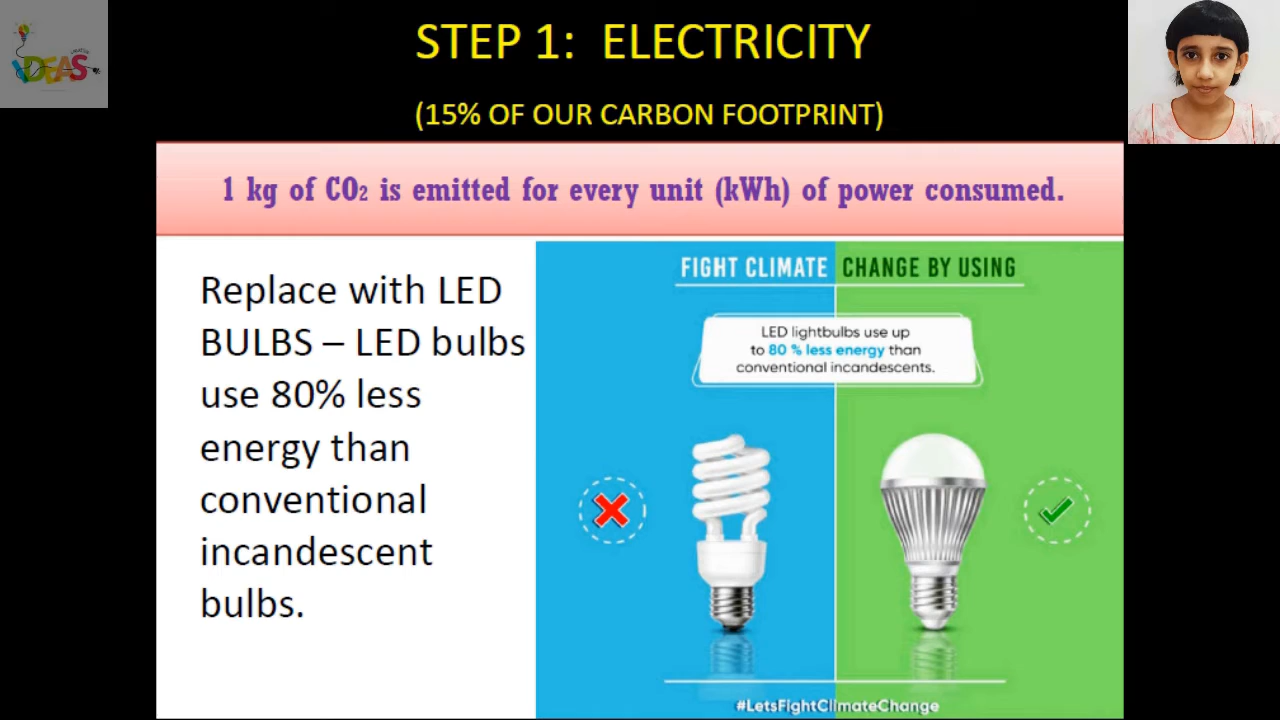 IDEAS
STEP 1: ELECTRICITY
(15% OF OUR CARBON FOOTPRINT)
1 kg of CO₂ is emitted for every unit (kWh) of power consumed.
Replace with LED
BULBS – LED bulbs
use 80% less
energy than
conventional
incandescent
bulbs.
FIGHT CLIMATE CHANGE BY USING
LED lightbulbs use up
to 80 % less energy than
conventional incandescents.
#LetsFightClimateChange